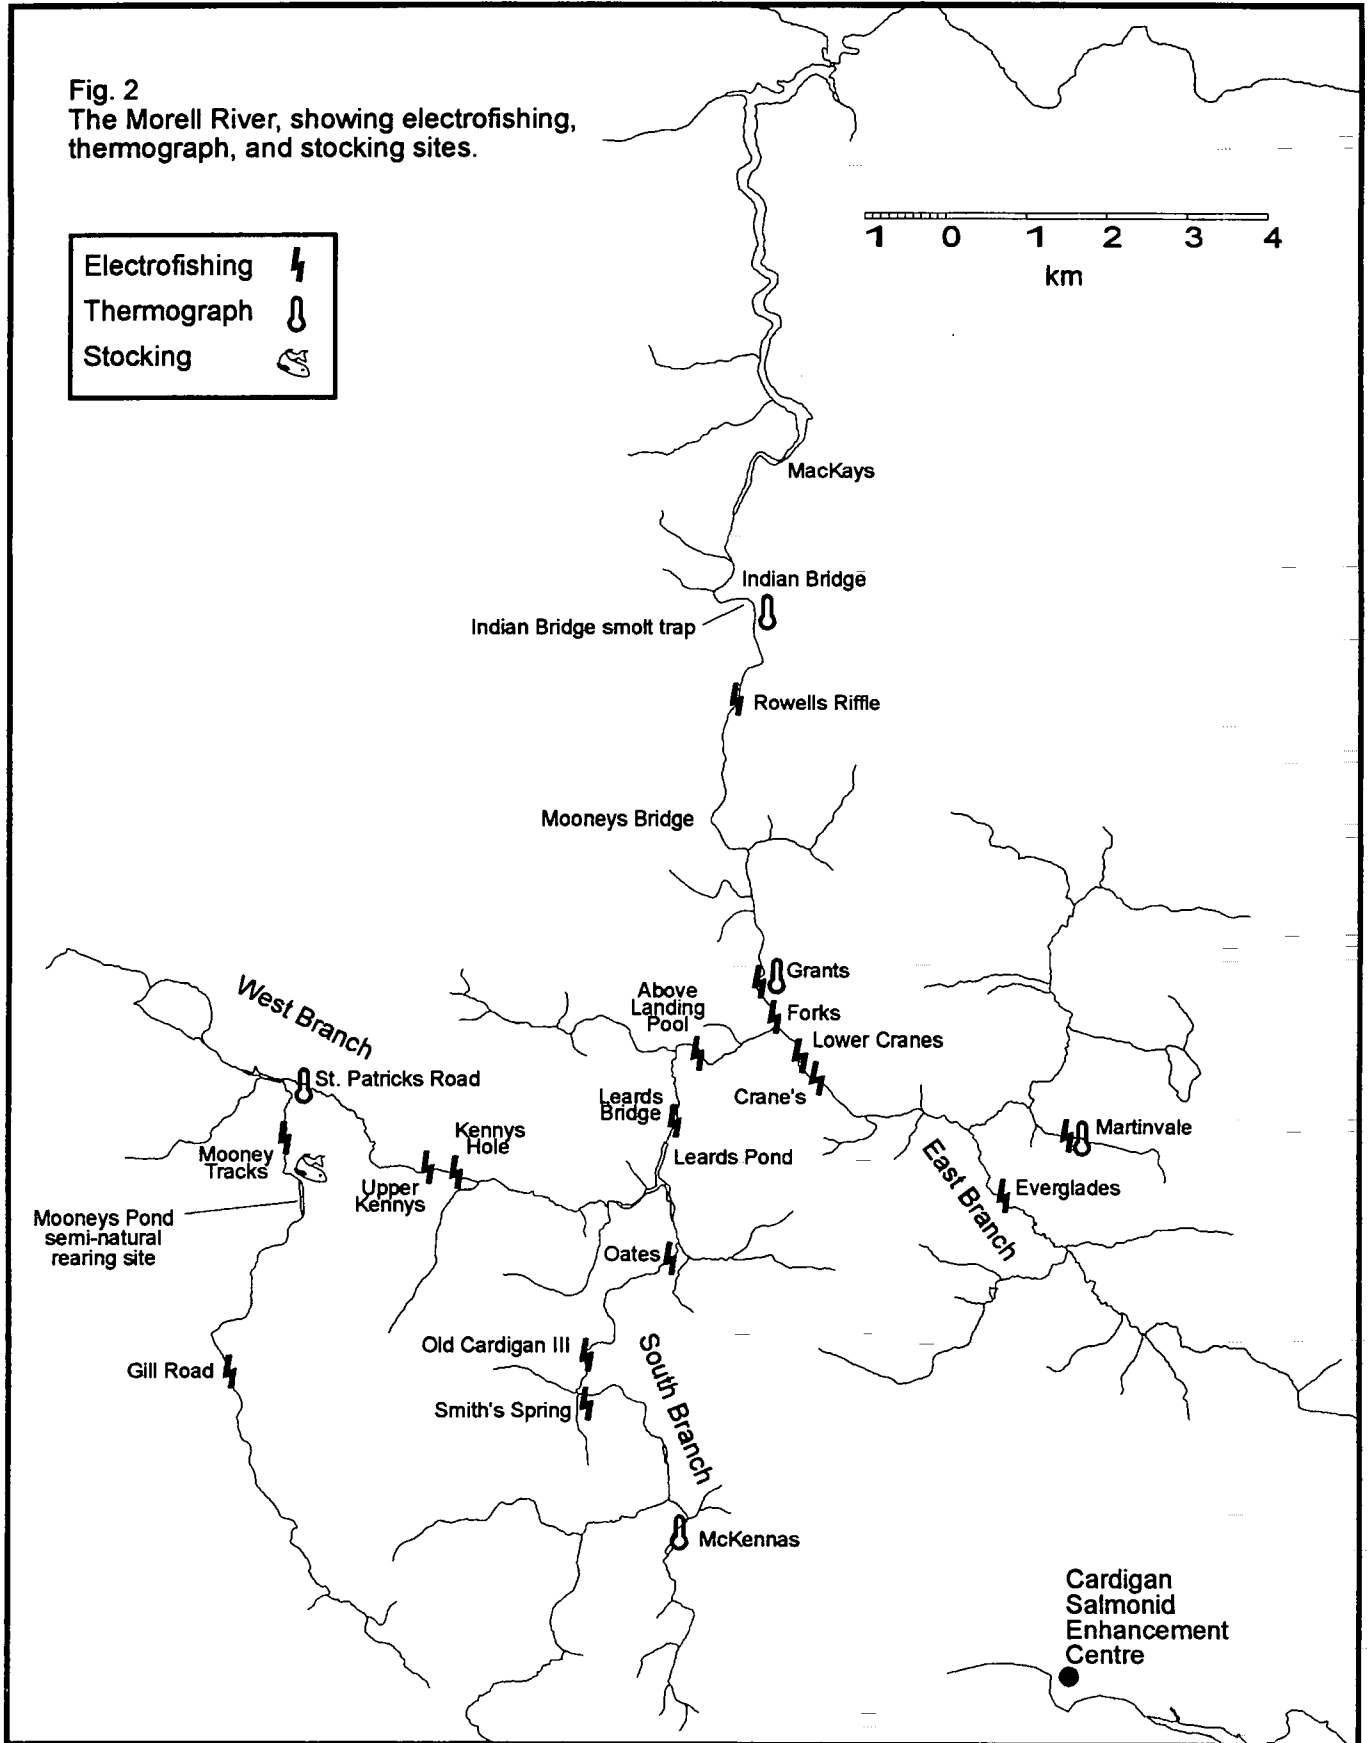 Fig. 2
The Morell River, showing electrofishing,
thermograph, and stocking sites.
Electrofishing
Thermograph
Stocking
1 0 1 2 3 4
km
MacKays
Indian Bridge
Indian Bridge smolt trap
Rowells Riffle
Mooneys Bridge
Grants
Above
Landing
Pool
Forks
Lower Cranes
West Branch
St. Patricks Road
Leards
Bridge
Crane's
Kennys
Hole
Martinvale
Mooney
Tracks
Leards Pond
East Branch
Upper
Kennys
Everglades
Mooneys Pond
semi-natural
rearing site
Oates
Old Cardigan III
South Branch
Gill Road
Smith's Spring
McKennas
Cardigan
Salmonid
Enhancement
Centre